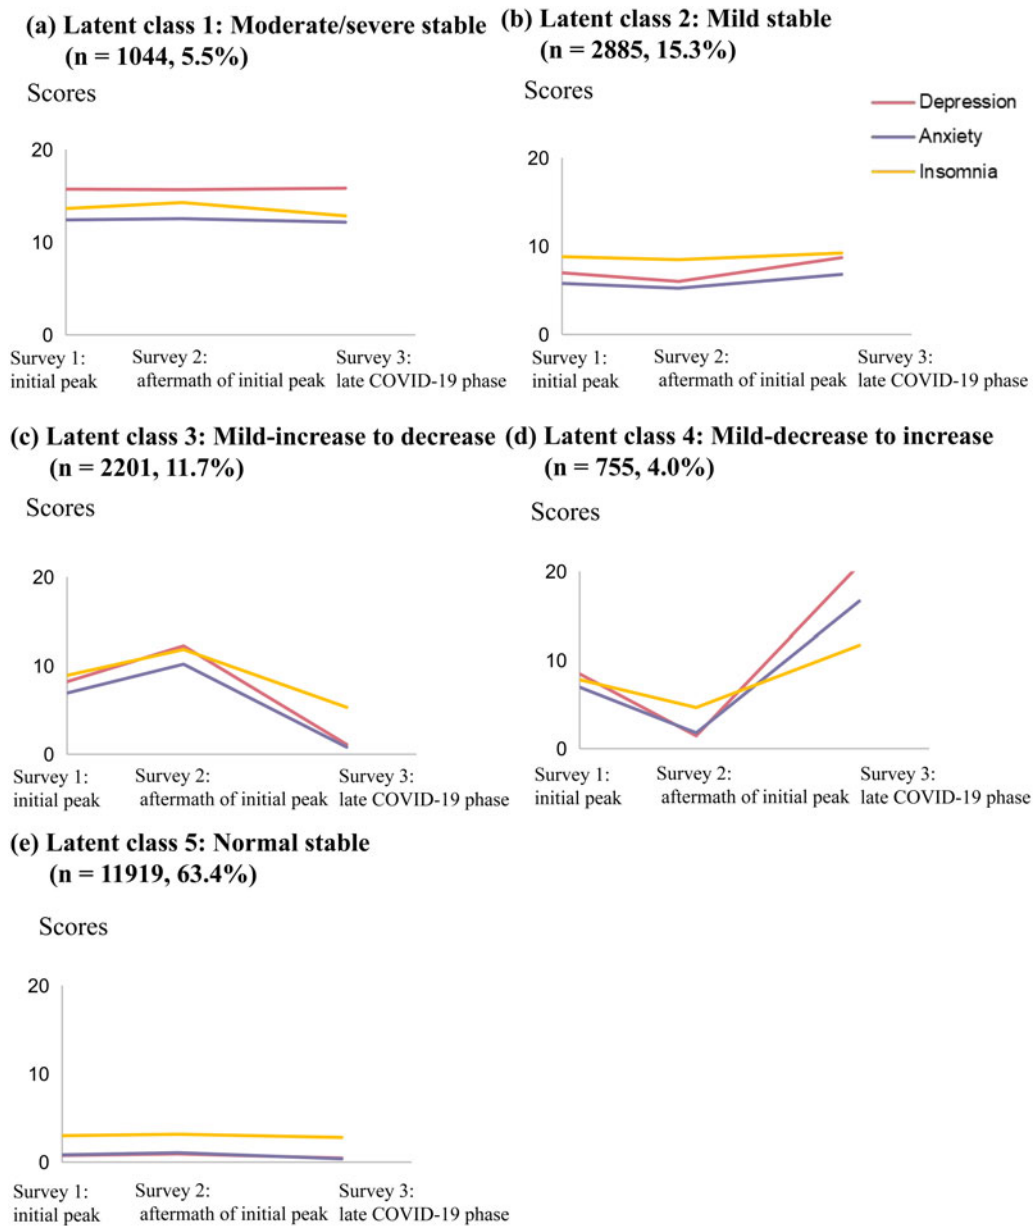 (a) Latent class 1: Moderate/severe stable
(n = 1044, 5.5%)
Scores
20
10
0
Survey 1:
initial peak
Survey 2:
aftermath of initial peak
Survey 3:
late COVID-19 phase
(b) Latent class 2: Mild stable
(n = 2885, 15.3%)
Scores
Depression
Anxiety
Insomnia
20
10
0
Survey 1:
initial peak
Survey 2:
aftermath of initial peak
Survey 3:
late COVID-19 phase
(c) Latent class 3: Mild-increase to decrease
(n = 2201, 11.7%)
Scores
20
10
0
Survey 1:
initial peak
Survey 2:
aftermath of initial peak
Survey 3:
late COVID-19 phase
(d) Latent class 4: Mild-decrease to increase
(n = 755, 4.0%)
Scores
20
10
0
Survey 1:
initial peak
Survey 2:
aftermath of initial peak
Survey 3:
late COVID-19 phase
(e) Latent class 5: Normal stable
(n = 11919, 63.4%)
Scores
20
10
0
Survey 1:
initial peak
Survey 2:
aftermath of initial peak
Survey 3:
late COVID-19 phase